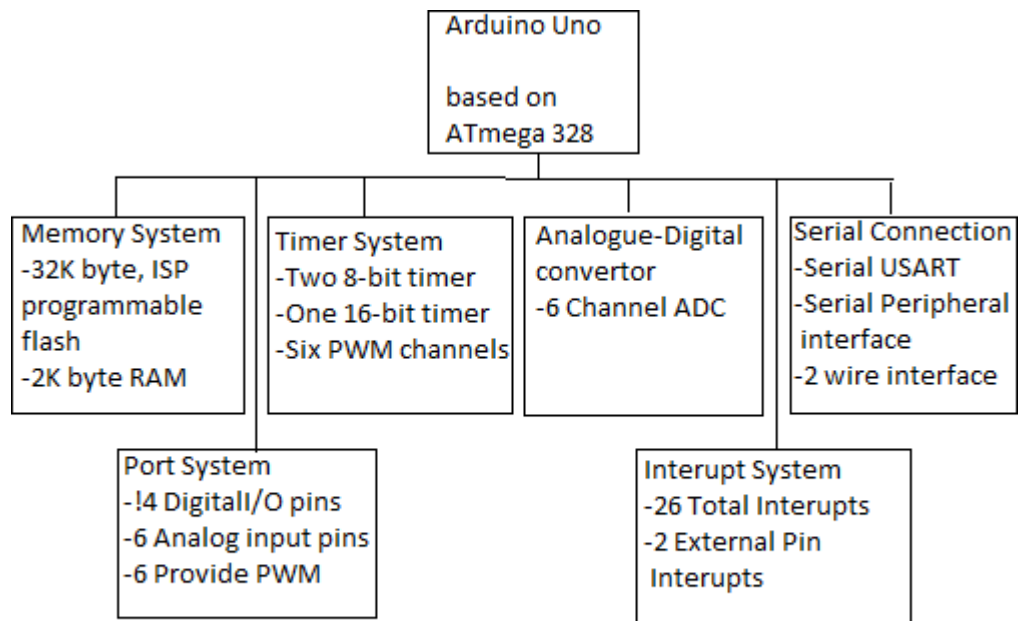 Arduino Uno
based on
ATmega 328
Memory System
-32K byte, ISP
programmable
flash
-2K byte RAM
Timer System
-Two 8-bit timer
-One 16-bit timer
-Six PWM channels
Analogue-Digital
convertor
-6 Channel ADC
Serial Connection
-Serial USART
-Serial Peripheral
interface
-2 wire interface
Port System
-!4 DigitalI/O pins
-6 Analog input pins
-6 Provide PWM
Interupt System
-26 Total Interupts
-2 External Pin
Interupts